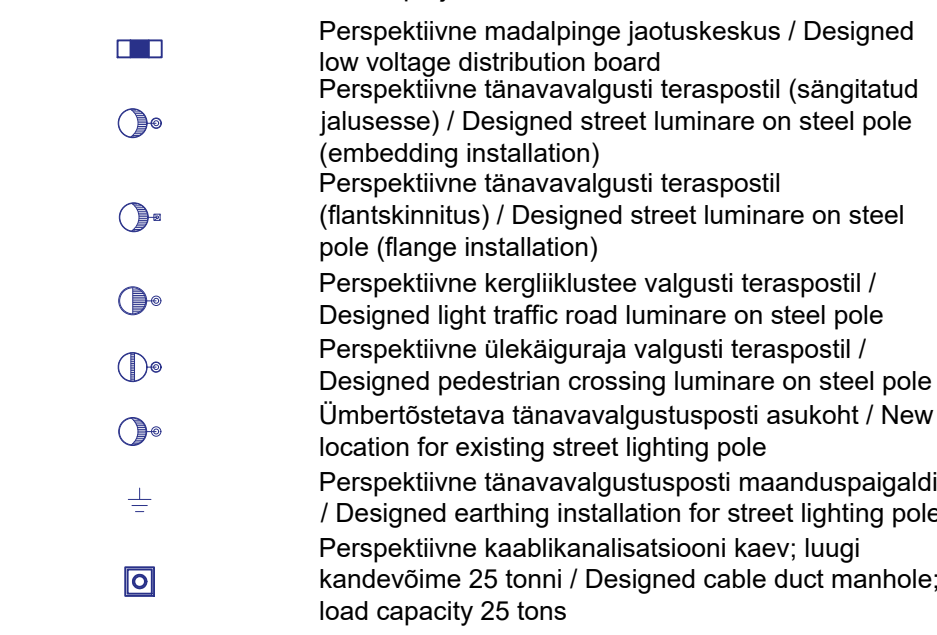 Perspektiivne madalpinge jaotuskeskus / Designed
low voltage distribution board
Perspektiivne tänavavalgusti teraspostil (sängitatud
jalusesse) / Designed street luminare on steel pole
(embedding installation)
Perspektiivne tänavavalgusti teraspostil
(flantskinnitus) / Designed street luminare on steel
pole (flange installation)
Perspektiivne kergliiklustee valgusti teraspostil /
Designed light traffic road luminare on steel pole
Perspektiivne ülekäiguraja valgusti teraspostil /
Designed pedestrian crossing luminare on steel pole
Ümbertõstetava tänavavalgustusposti asukoht / New
location for existing street lighting pole
Perspektiivne tänavavalgustusposti maanduspaigaldi
/ Designed earthing installation for street lighting pole
Perspektiivne kaablikanalisatsiooni kaev; luugi
kandevõime 25 tonni / Designed cable duct manhole;
load capacity 25 tons